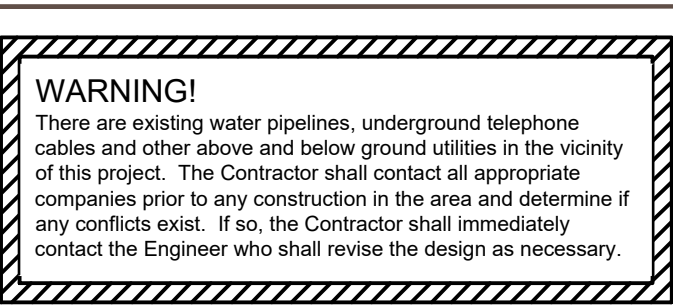 WARNING!
There are existing water pipelines, underground telephone
cables and other above and below ground utilities in the vicinity
of this project.  The Contractor shall contact all appropriate
companies prior to any construction in the area and determine if
any conflicts exist.  If so, the Contractor shall immediately
contact the Engineer who shall revise the design as necessary.